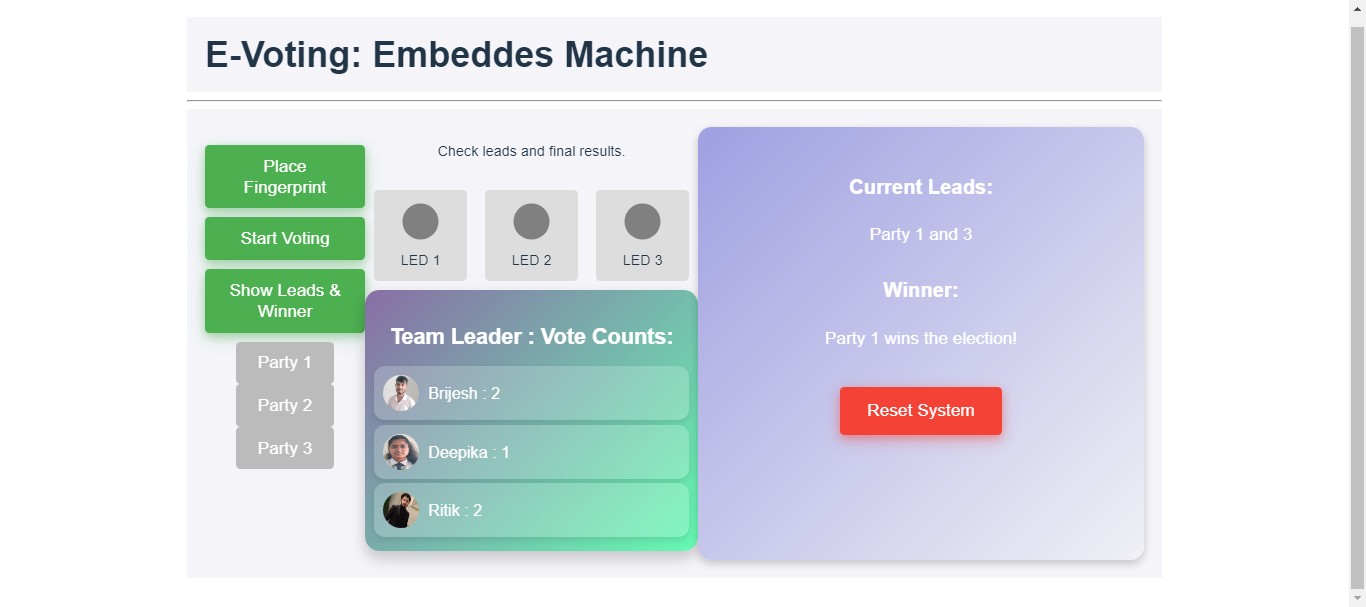 E-Voting: Embeddes Machine
Place
Fingerprint
Start Voting
Show Leads &
Winner
Party 1
Party 2
Party 3
Check leads and final results.
LED 1
LED 2
LED 3
Team Leader : Vote Counts:
Brijesh : 2
Deepika : 1
Ritik : 2
Current Leads:
Party 1 and 3
Winner:
Party 1 wins the election!
Reset System